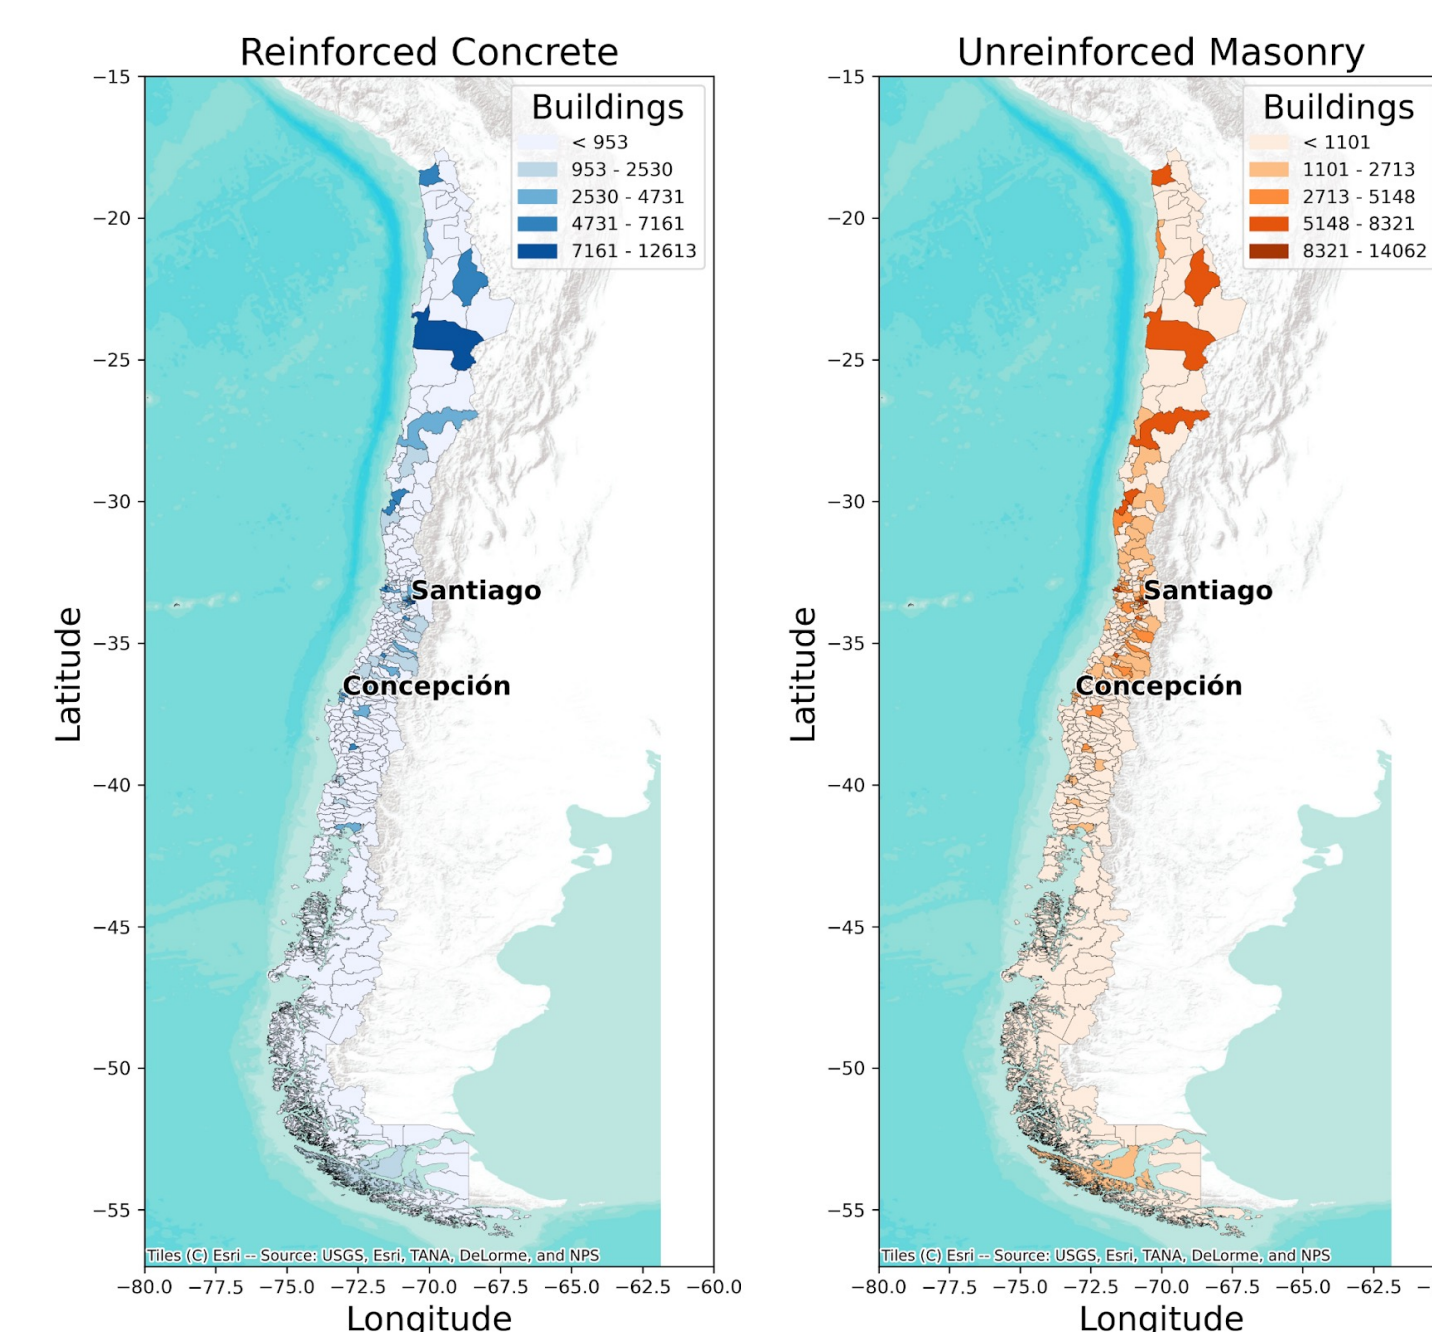 Reinforced Concrete
Buildings
< 953
953 - 2530
2530 - 4731
4731 - 7161
7161 - 12613
−15
−20
−25
−30
−35
−40
−45
−50
−55
Latitude
Santiago
Concepción
Tiles (C) Esri -- Source: USGS, Esri, TANA, DeLorme, and NPS
−80.0 −77.5 −75.0 −72.5 −70.0 −67.5 −65.0 −62.5 −60.0
Longitude
Unreinforced Masonry
Buildings
< 1101
1101 - 2713
2713 - 5148
5148 - 8321
8321 - 14062
−15
−20
−25
−30
−35
−40
−45
−50
−55
Latitude
Santiago
Concepción
Tiles (C) Esri -- Source: USGS, Esri, TANA, DeLorme, and NPS
−80.0 −77.5 −75.0 −72.5 −70.0 −67.5 −65.0 −62.5
Longitude